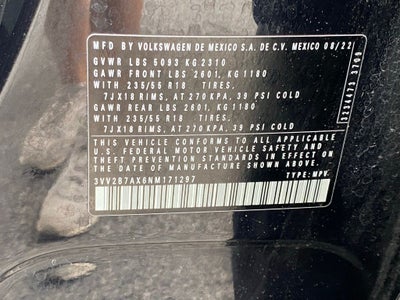 MFD BY VOLKSWAGEN DE MEXICO S.A. DE C.V. MEXICO 08/22
GVWR LBS 5093 KG 2310
GAWR FRONT LBS 2601, KG 1180
WITH 235/55 R18 TIRES,
7JX18 RIMS, AT 270 KPA, 39 PSI COLD
GAWR REAR LBS 2601, KG 1180
WITH 235/55 R18 TIRES,
7JX18 RIMS, AT 270 KPA, 39 PSI COLD
THIS VEHICLE CONFORMS TO ALL APPLICABLE
U.S. FEDERAL MOTOR VEHICLE SAFETY AND
THEFT PREVENTION STANDARDS IN EFFECT ON
THE DATE OF MANUFACTURE SHOWN ABOVE.
3VV2B7AX6NM171297 TYPE: MPV
3234473 3700